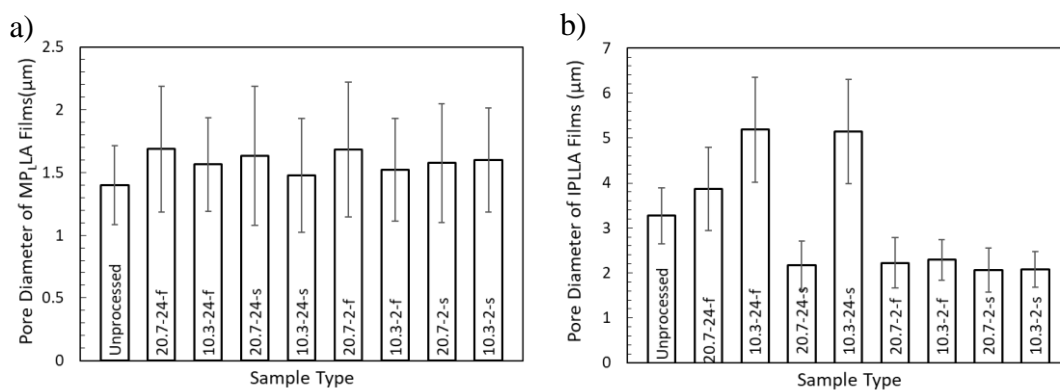 a)
Pore Diameter of MPLLA Films(μm)
2.5
2
1.5
1
0.5
0
Unprocessed
20.7-24-f
10.3-24-f
20.7-24-s
10.3-24-s
20.7-2-f
10.3-2-f
20.7-2-s
10.3-2-s
Sample Type
b)
Pore Diameter of IPLLA Films (μm)
7
6
5
4
3
2
1
0
Unprocessed
20.7-24-f
10.3-24-f
20.7-24-s
10.3-24-s
20.7-2-f
10.3-2-f
20.7-2-s
10.3-2-s
Sample Type